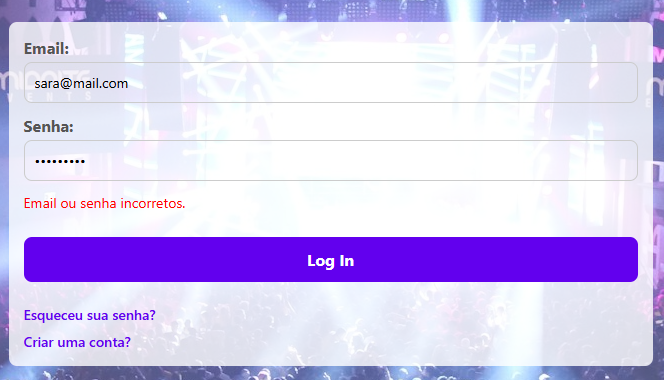 Email:
sara@mail.com
Senha:
•••••••••
Email ou senha incorretos.
Log In
Esqueceu sua senha?
Criar uma conta?